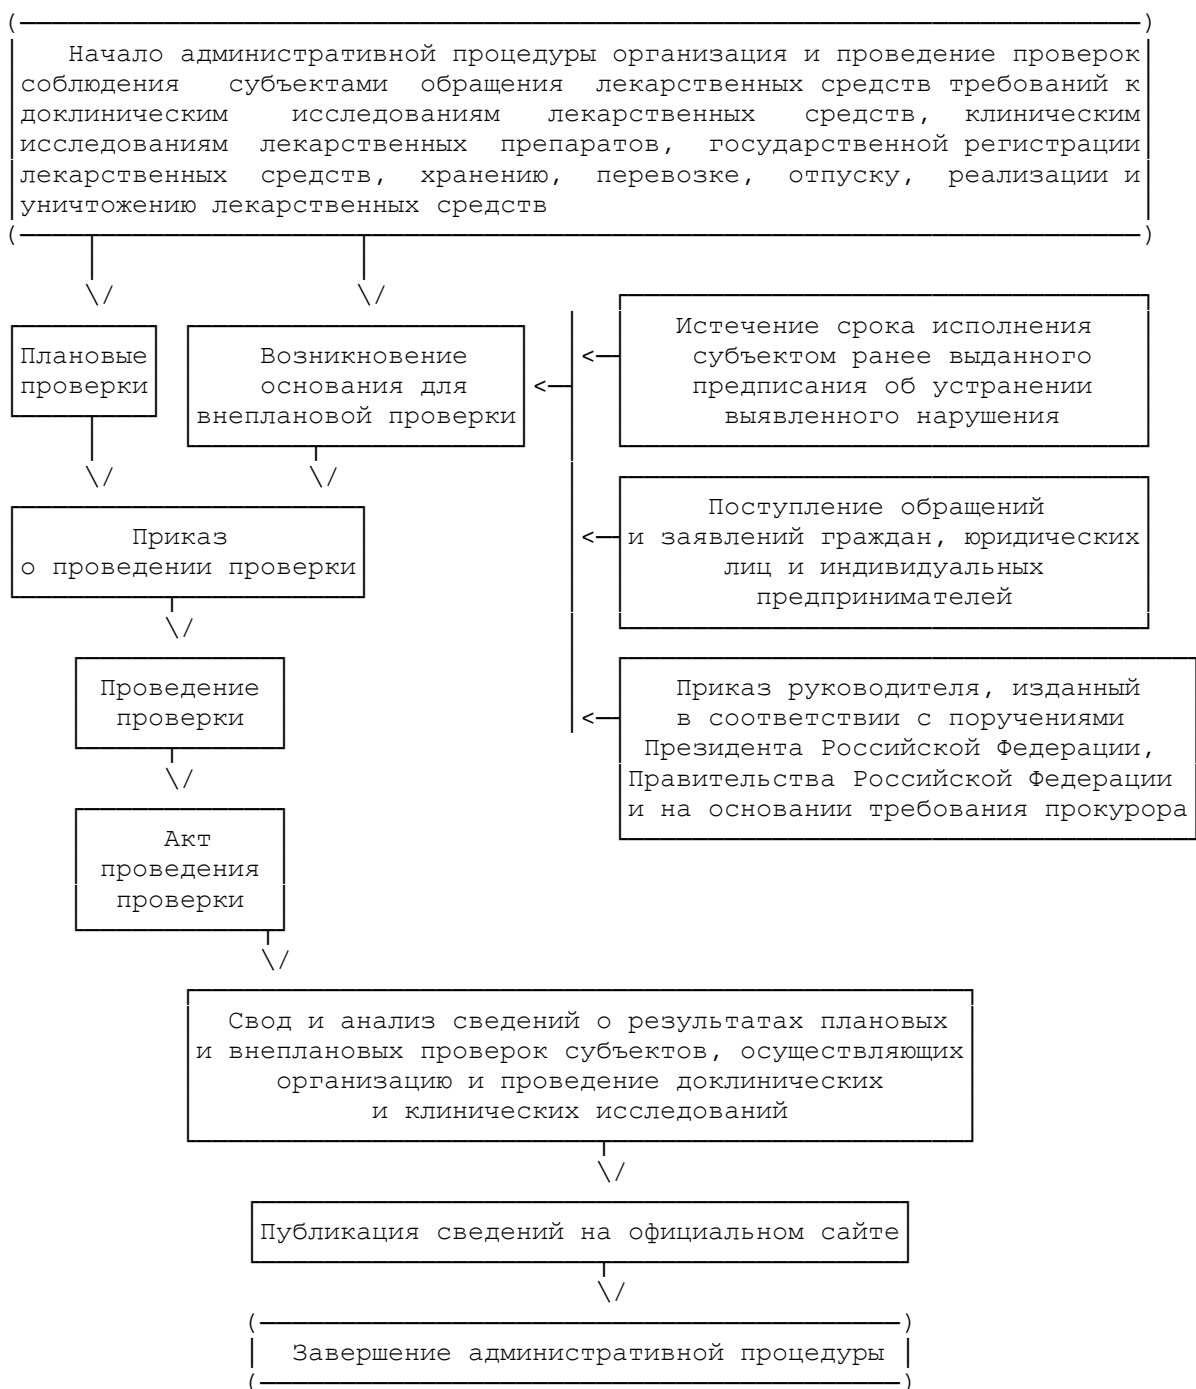 Начало административной процедуры организация и проведение проверок
соблюдения субъектами обращения лекарственных средств требований к
доклиническим исследованиям лекарственных средств, клиническим
исследованиям лекарственных препаратов, государственной регистрации
лекарственных средств, хранению, перевозке, отпуску, реализации и
уничтожению лекарственных средств
Плановые
проверки
Возникновение
основания для
внеплановой проверки
Истечение срока исполнения
субъектом ранее выданного
предписания об устранении
выявленного нарушения
Приказ
о проведении проверки
Поступление обращений
и заявлений граждан, юридических
лиц и индивидуальных
предпринимателей
Проведение
проверки
Приказ руководителя, изданный
в соответствии с поручениями
Президента Российской Федерации,
Правительства Российской Федерации
и на основании требования прокурора
Акт
проведения
проверки
Свод и анализ сведений о результатах плановых
и внеплановых проверок субъектов, осуществляющих
организацию и проведение доклинических
и клинических исследований
Публикация сведений на официальном сайте
Завершение административной процедуры